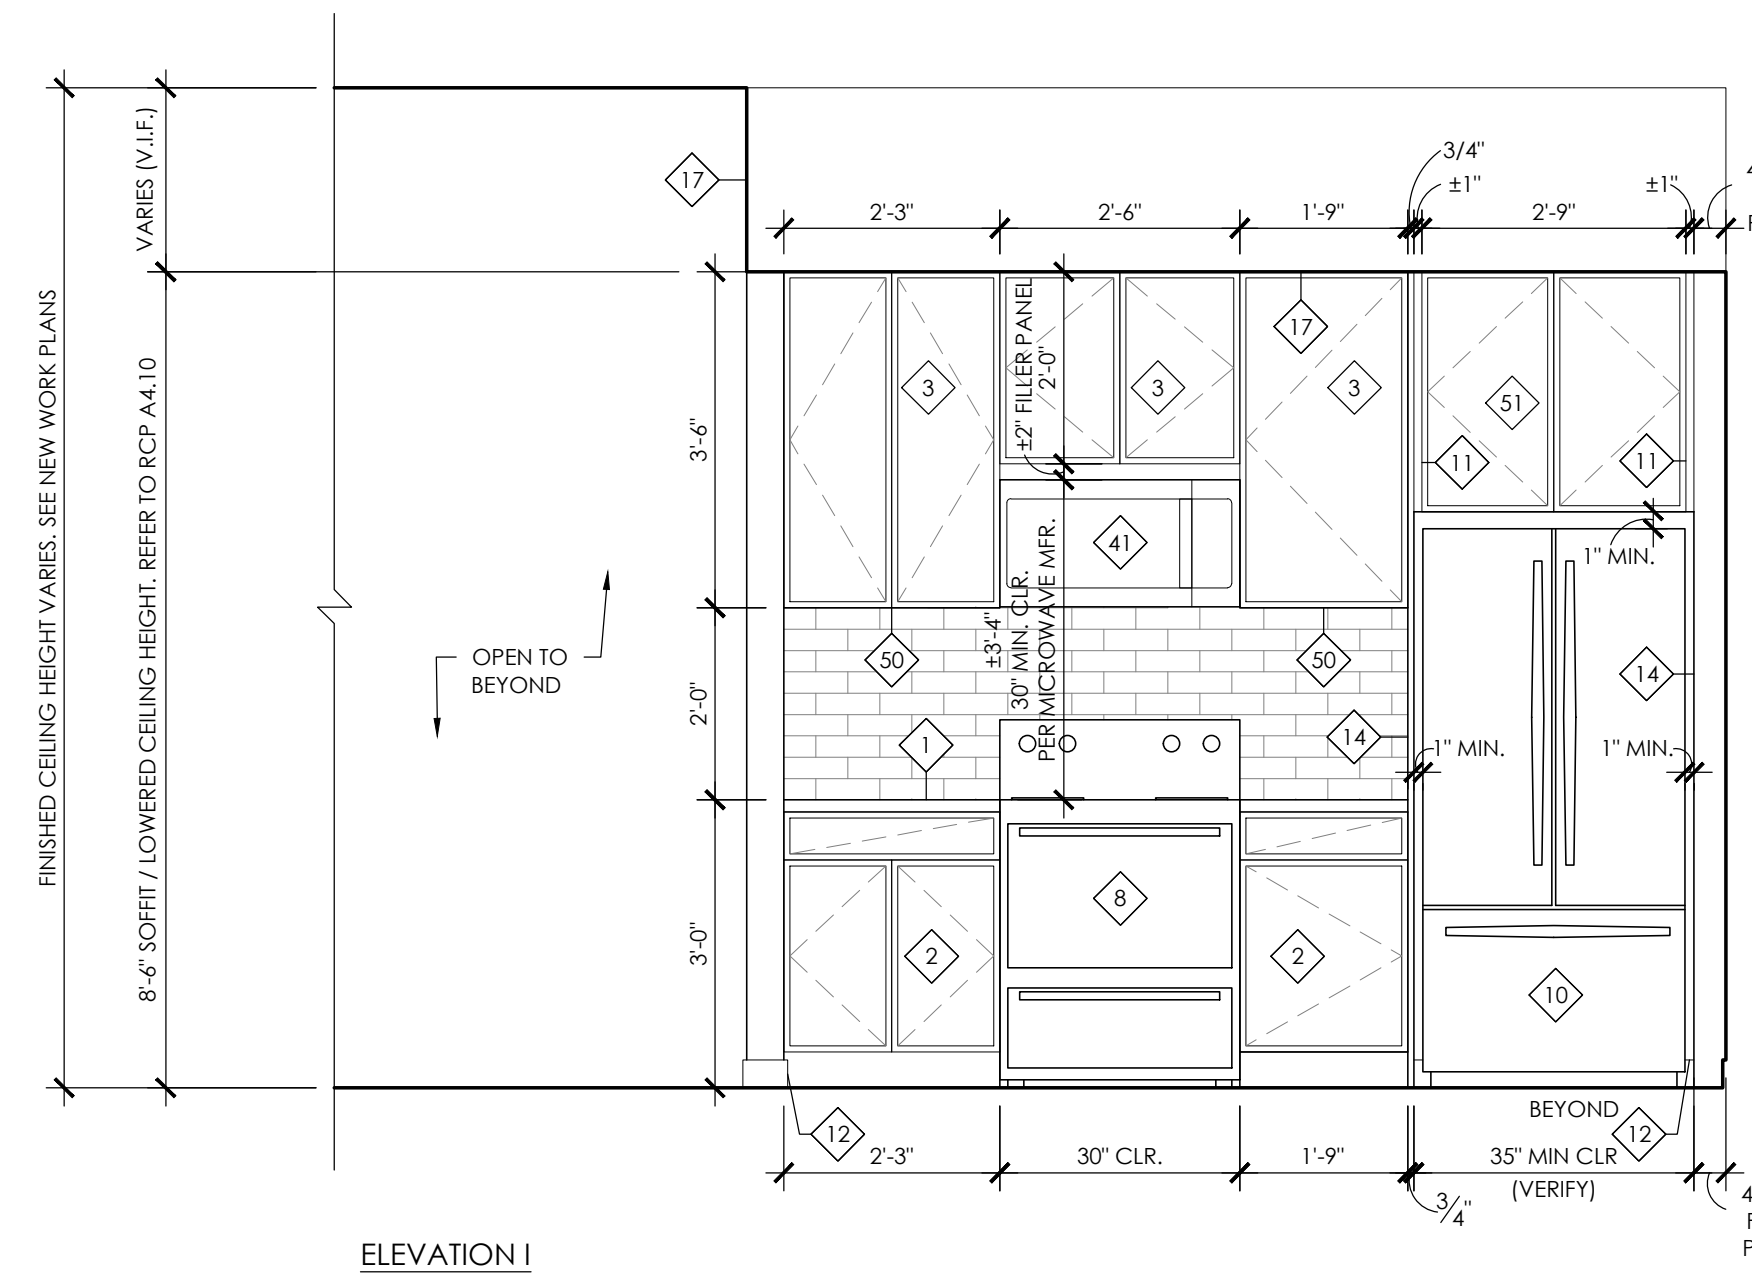 3/4"
±1"
±1"
4
17
2'-3"
2'-6"
1'-9"
2'-9"
VARIES (V.I.F.)
FINISHED CEILING HEIGHT VARIES. SEE NEW WORK PLANS
8'-6" SOFFIT / LOWERED CEILING HEIGHT. REFER TO RCP A4.10
17
3
3
3
51
±2" FILLER PANEL
2'-0"
3'-6"
11
11
41
1" MIN.
±3'-4"
30" MIN. CLR.
PER MICROWAVE MFR.
OPEN TO
BEYOND
50
50
14
2'-0"
1
14
1" MIN.
1" MIN.
8
3'-0"
2
2
10
BEYOND
12
12
2'-3"
30" CLR.
1'-9"
35" MIN CLR
(VERIFY)
3/4"
4
P
ELEVATION I